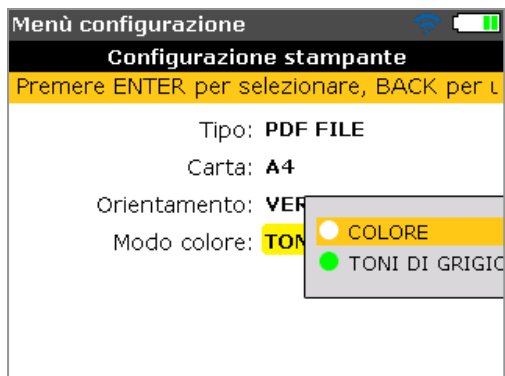 Menù configurazione
Configurazione stampante
Premere ENTER per selezionare, BACK per
Tipo: PDF FILE
Carta: A4
Orientamento: VER
Modo colore: TON
COLORE
TONI DI GRIGIO